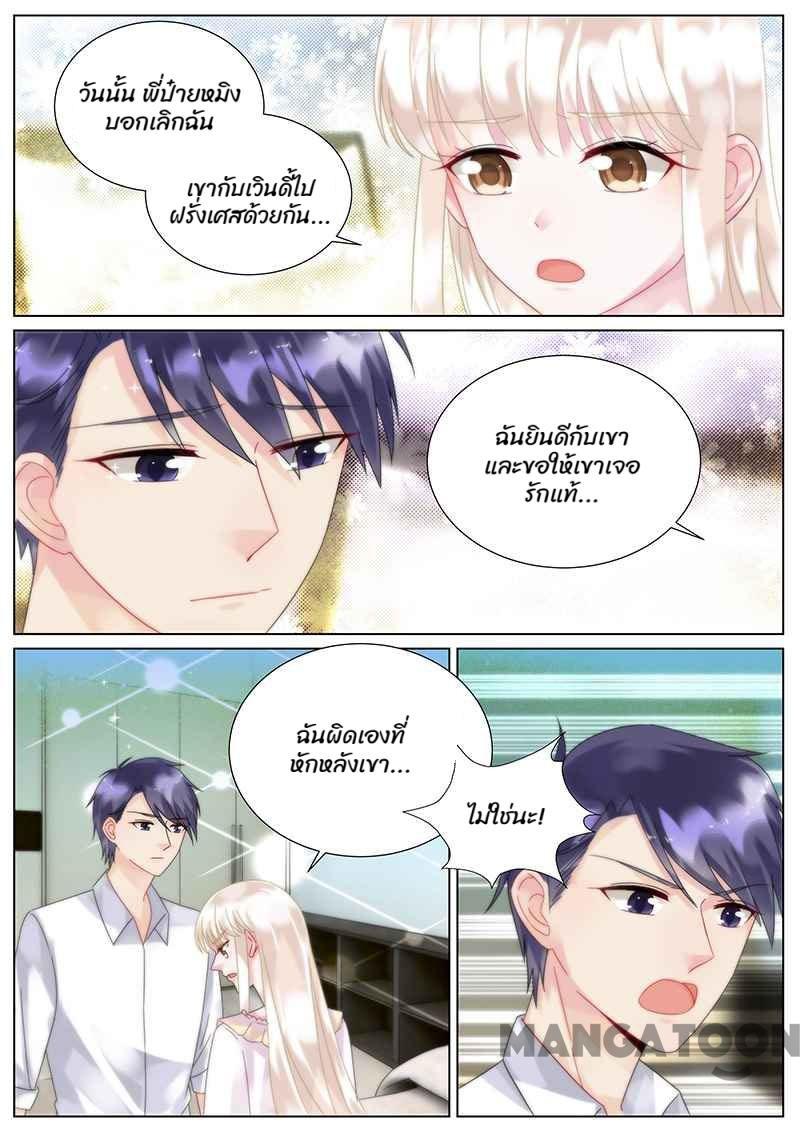 วันนั้น พี่ป๋ายหมิง
บอกเลิกฉัน
เขากับเวินดี้ไป
ฝรั่งเศสด้วยกัน...
ฉันยินดีกับเขา
และขอให้เขาเจอ
รักแท้...
ฉันผิดเองที่
หักหลังเขา...
ไม่ใช่นะ!
MANGATOON